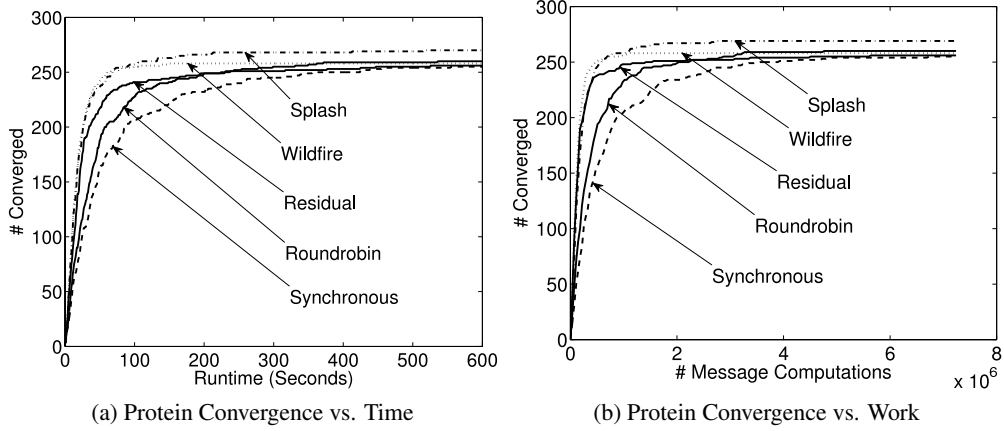 300
250
200
150
100
50
0
# Converged
Splash
Wildfire
Residual
Roundrobin
Synchronous
0 100 200 300 400 500 600
Runtime (Seconds)
(a) Protein Convergence vs. Time
300
250
200
150
100
50
0
# Converged
Splash
Wildfire
Residual
Roundrobin
Synchronous
0 2 4 6 8
# Message Computations
x 10^6
(b) Protein Convergence vs. Work